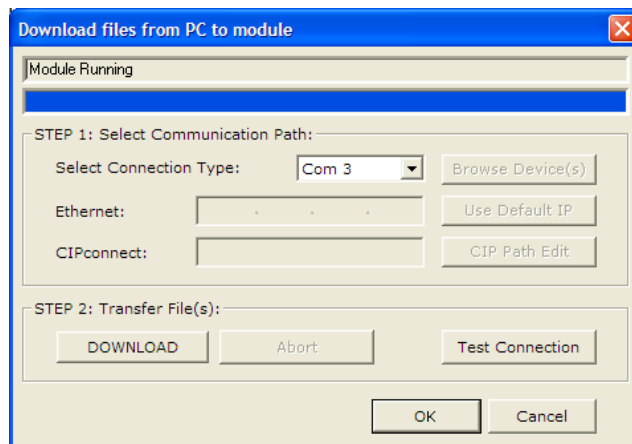 Download files from PC to module
Module Running
STEP 1: Select Communication Path:
Select Connection Type: Com 3 Browse Device(s)
Ethernet: . . . Use Default IP
CIPconnect: CIP Path Edit
STEP 2: Transfer File(s):
DOWNLOAD Abort Test Connection
OK Cancel